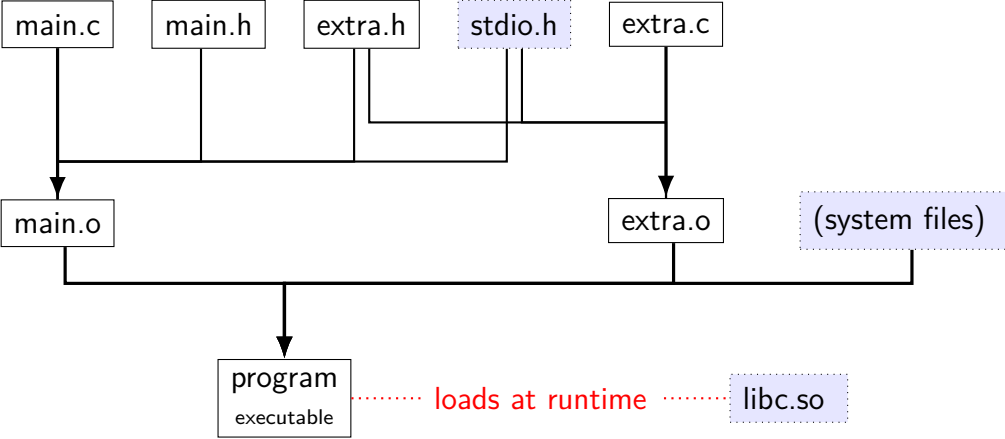 main.c
main.h
extra.h
stdio.h
extra.c
main.o
extra.o
(system files)
program
executable
loads at runtime
libc.so